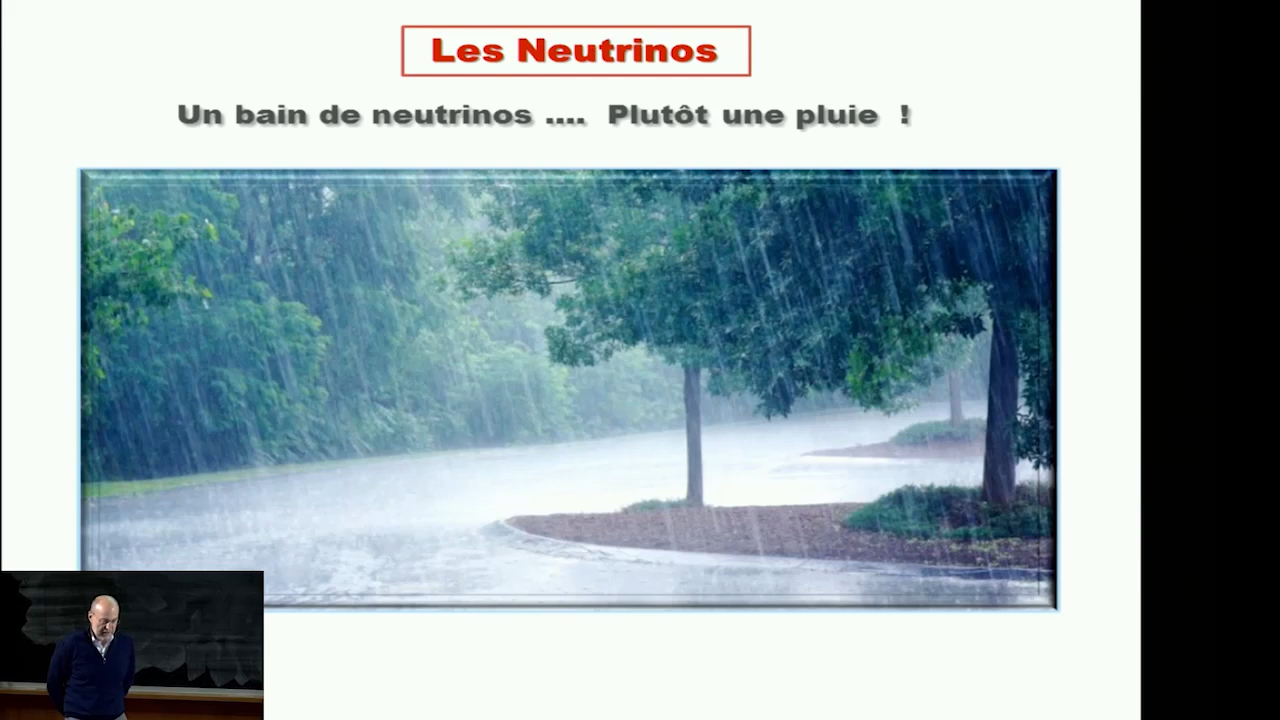 Les Neutrinos
Un bain de neutrinos .... Plutôt une pluie !